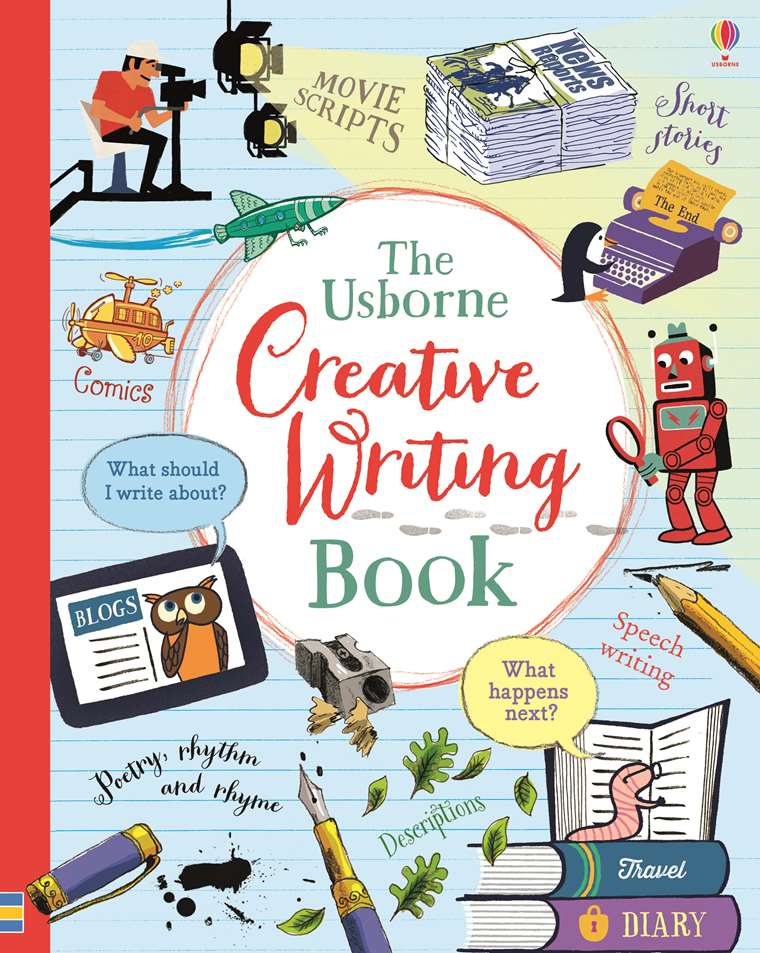 USBORNE
MOVIE
SCRIPTS
News
Reports
Short
stories
The End
The
Usborne
Creative
Writing
Book
10
Comics
What should
I write about?
BLOGS
Speech
writing
What
happens
next?
Poetry, rhythm
and rhyme
Descriptions
Travel
DIARY